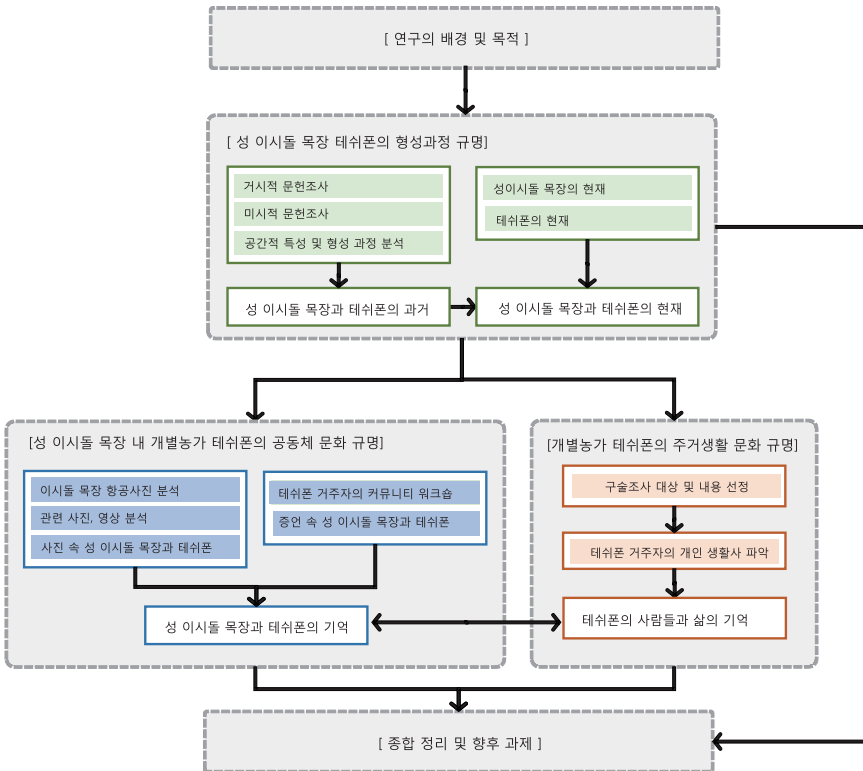 [ 연구의 배경 및 목적 ]
[ 성 이시돌 목장 테쉬폰의 형성과정 규명]
거시적 문헌조사
미시적 문헌조사
공간적 특성 및 형성 과정 분석
성이시돌 목장의 현재
테쉬폰의 현재
성 이시돌 목장과 테쉬폰의 과거
성 이시돌 목장과 테쉬폰의 현재
[성 이시돌 목장 내 개별농가 테쉬폰의 공동체 문화 규명]
이시돌 목장 항공사진 분석
관련 사진, 영상 분석
사진 속 성 이시돌 목장과 테쉬폰
테쉬폰 거주자의 커뮤니티 워크숍
증언 속 성 이시돌 목장과 테쉬폰
성 이시돌 목장과 테쉬폰의 기억
[개별농가 테쉬폰의 주거생활 문화 규명]
구술조사 대상 및 내용 선정
테쉬폰 거주자의 개인 생활사 파악
테쉬폰의 사람들과 삶의 기억
[ 종합 정리 및 향후 과제 ]